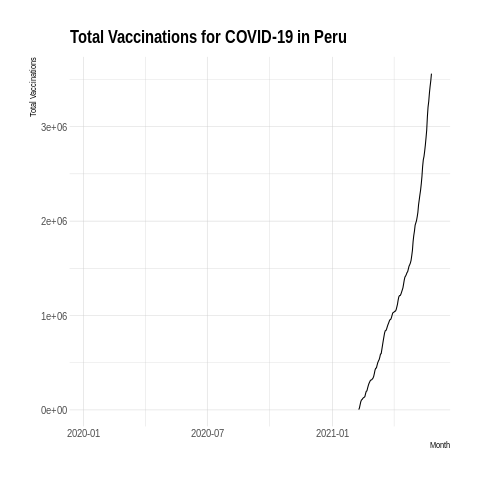 Total Vaccinations for COVID-19 in Peru
Total Vaccinations
3e+06
2e+06
1e+06
0e+00
2020-01 2020-07 2021-01
Month